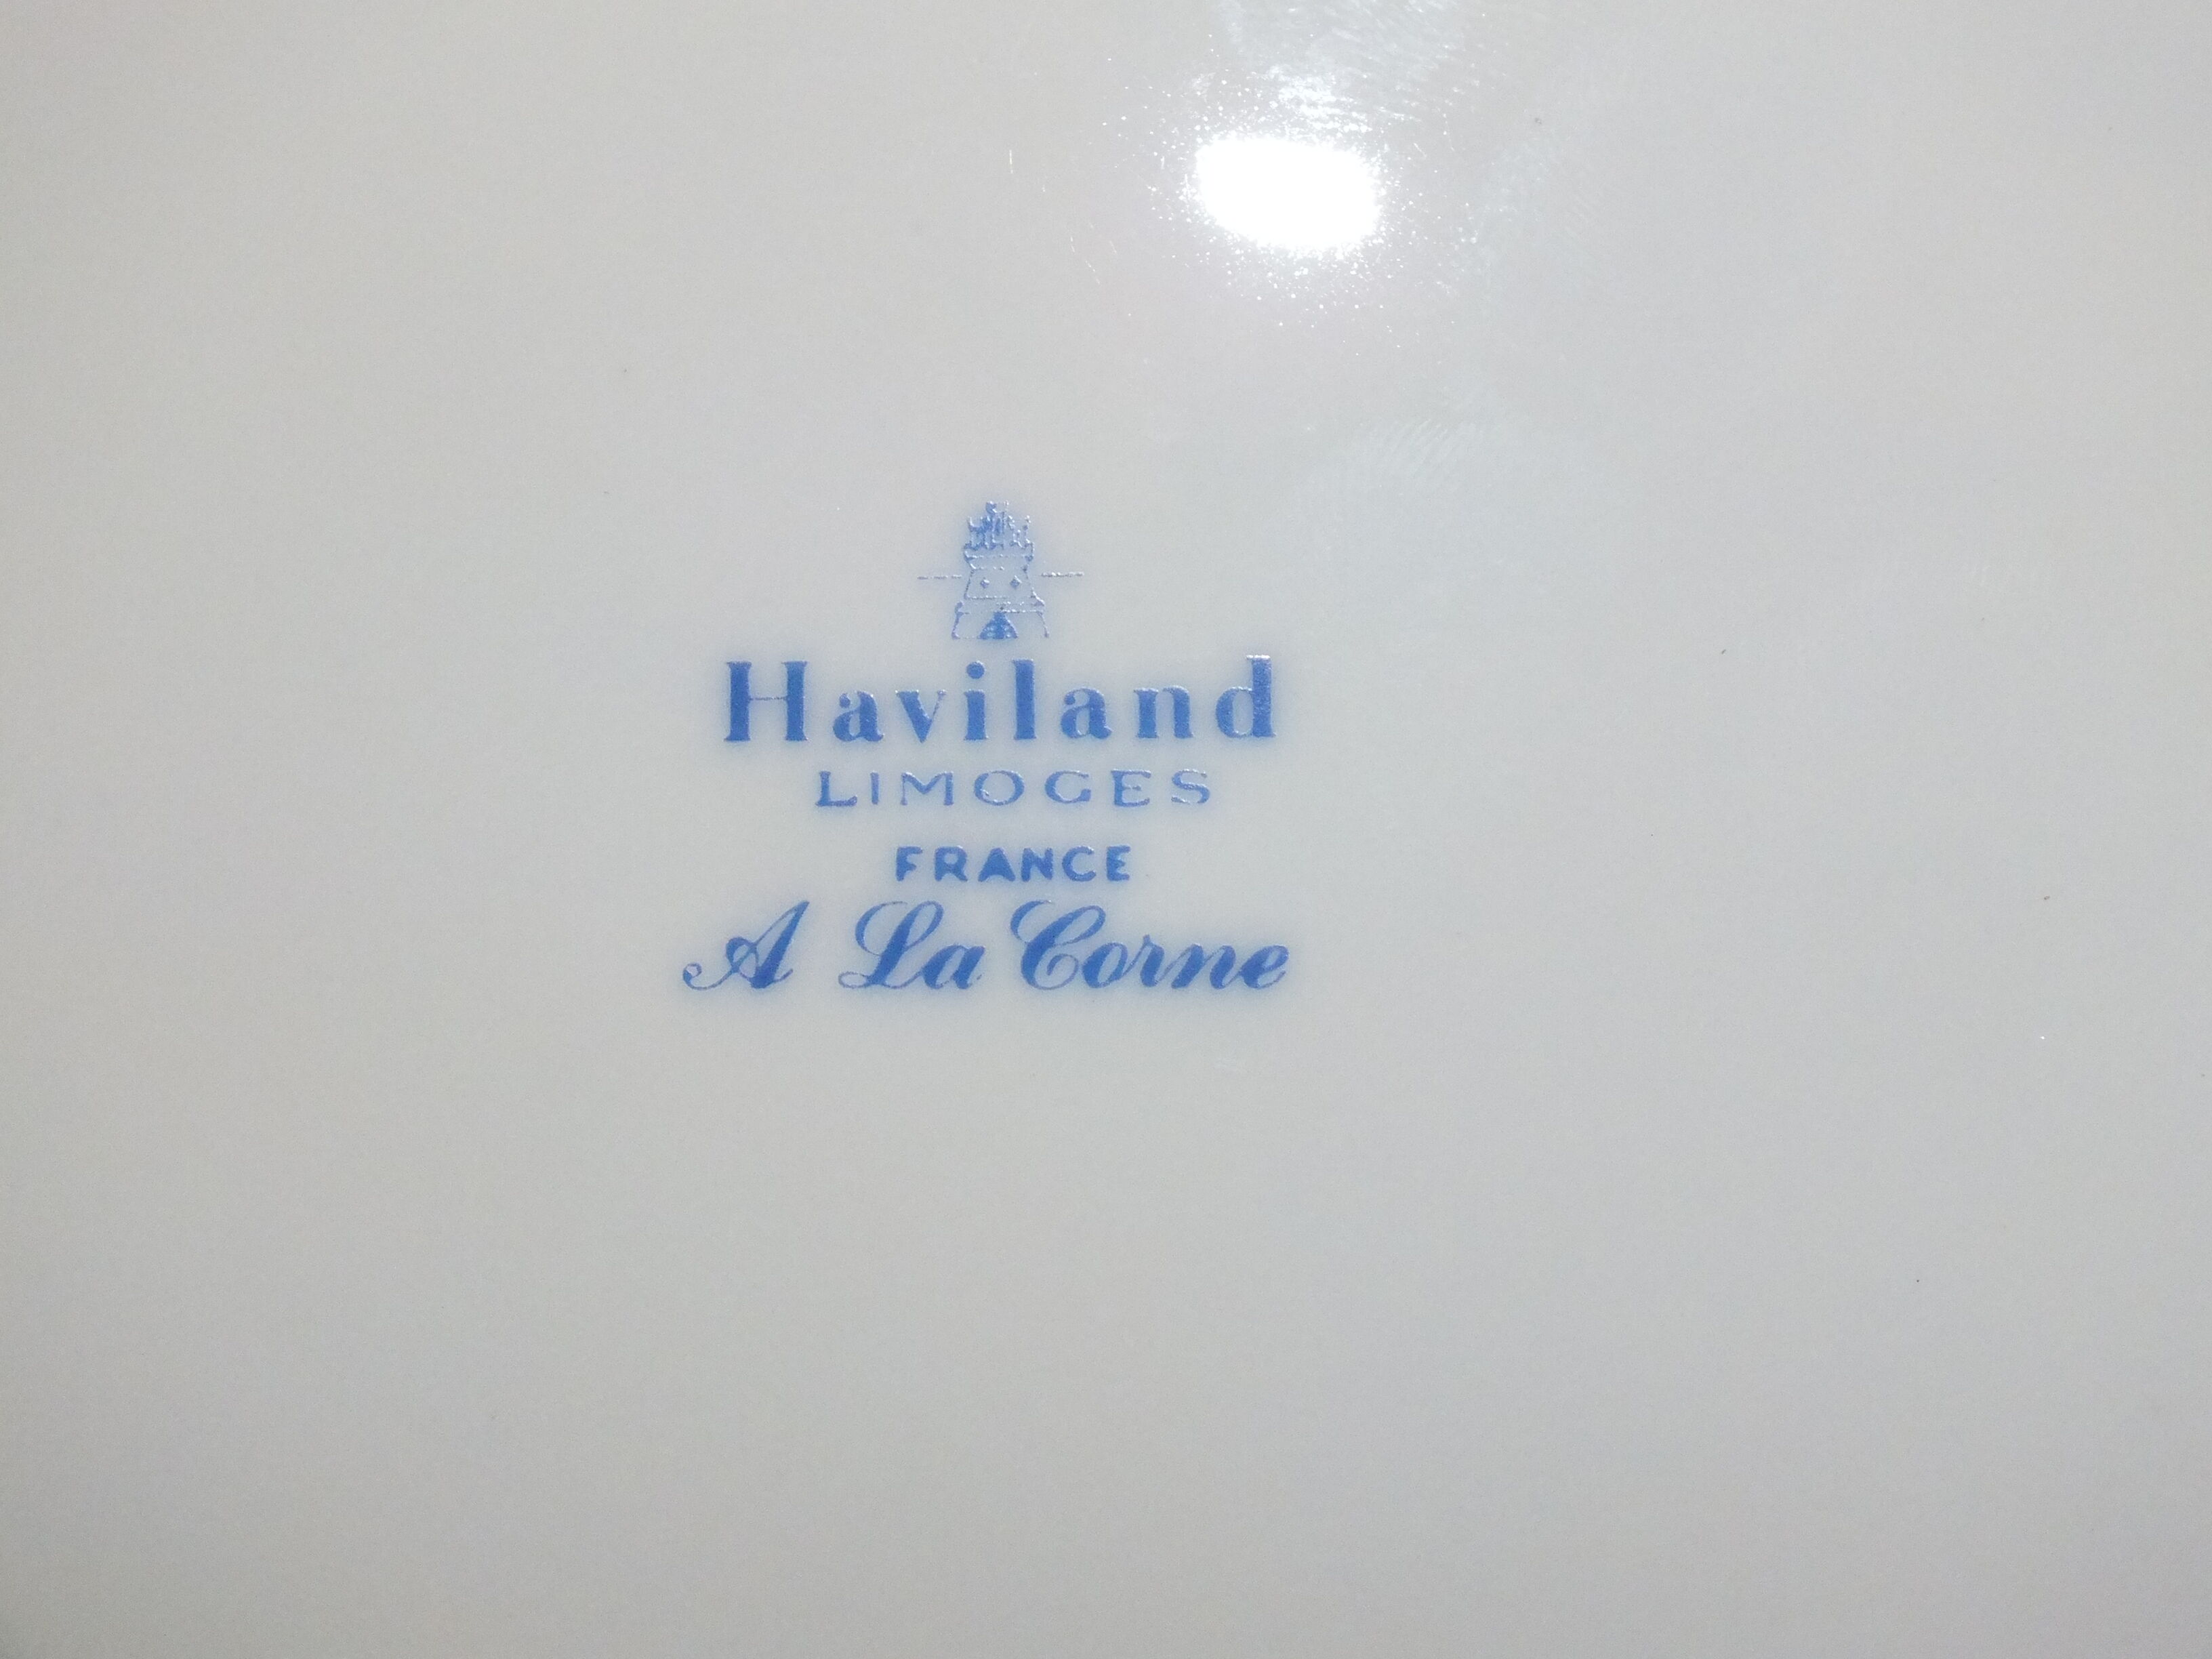 Haviland
LIMOGES
FRANCE
A La Corne